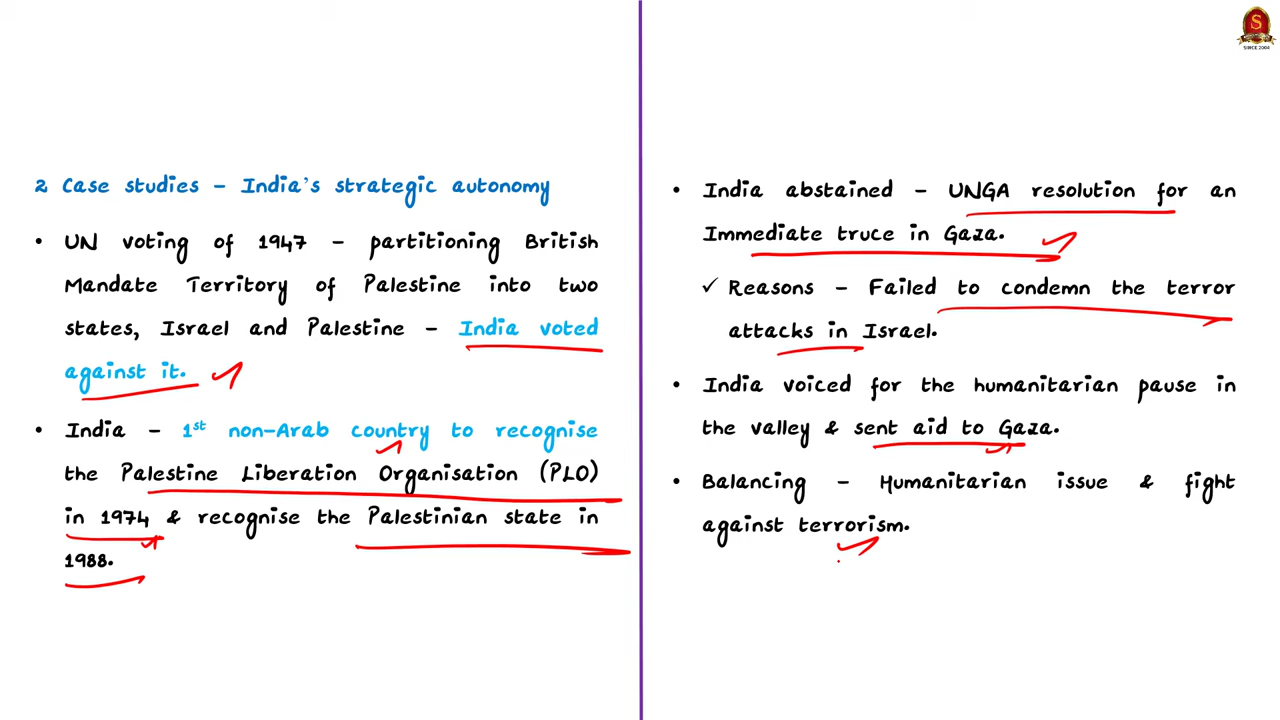 2 Case studies – India's strategic autonomy
• UN voting of 1947 – partitioning British
Mandate Territory of Palestine into two
states, Israel and Palestine – India voted
against it.
• India – 1st non-Arab country to recognise
the Palestine Liberation Organisation (PLO)
in 1974 & recognise the Palestinian state in
1988.
• India abstained – UNGA resolution for an
Immediate truce in Gaza.
✓ Reasons – Failed to condemn the terror
attacks in Israel.
• India voiced for the humanitarian pause in
the valley & sent aid to Gaza.
• Balancing – Humanitarian issue & fight
against terrorism.
S
SINCE 2004